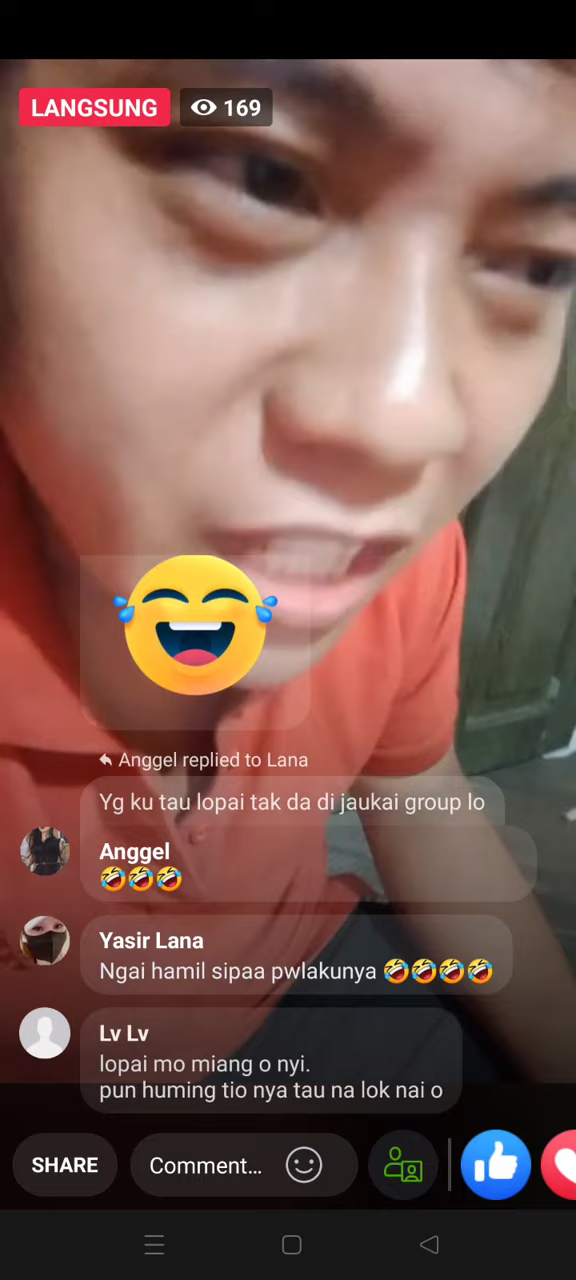 LANGSUNG 169
Anggel replied to Lana
Yg ku tau lopai tak da di jaukai group lo
Anggel
🤣🤣🤣
Yasir Lana
Ngai hamil sipaa pwlakunya 🤣🤣🤣🤣
Lv Lv
lopai mo miang o nyi.
pun huming tio nya tau na lok nai o
SHARE Comment...